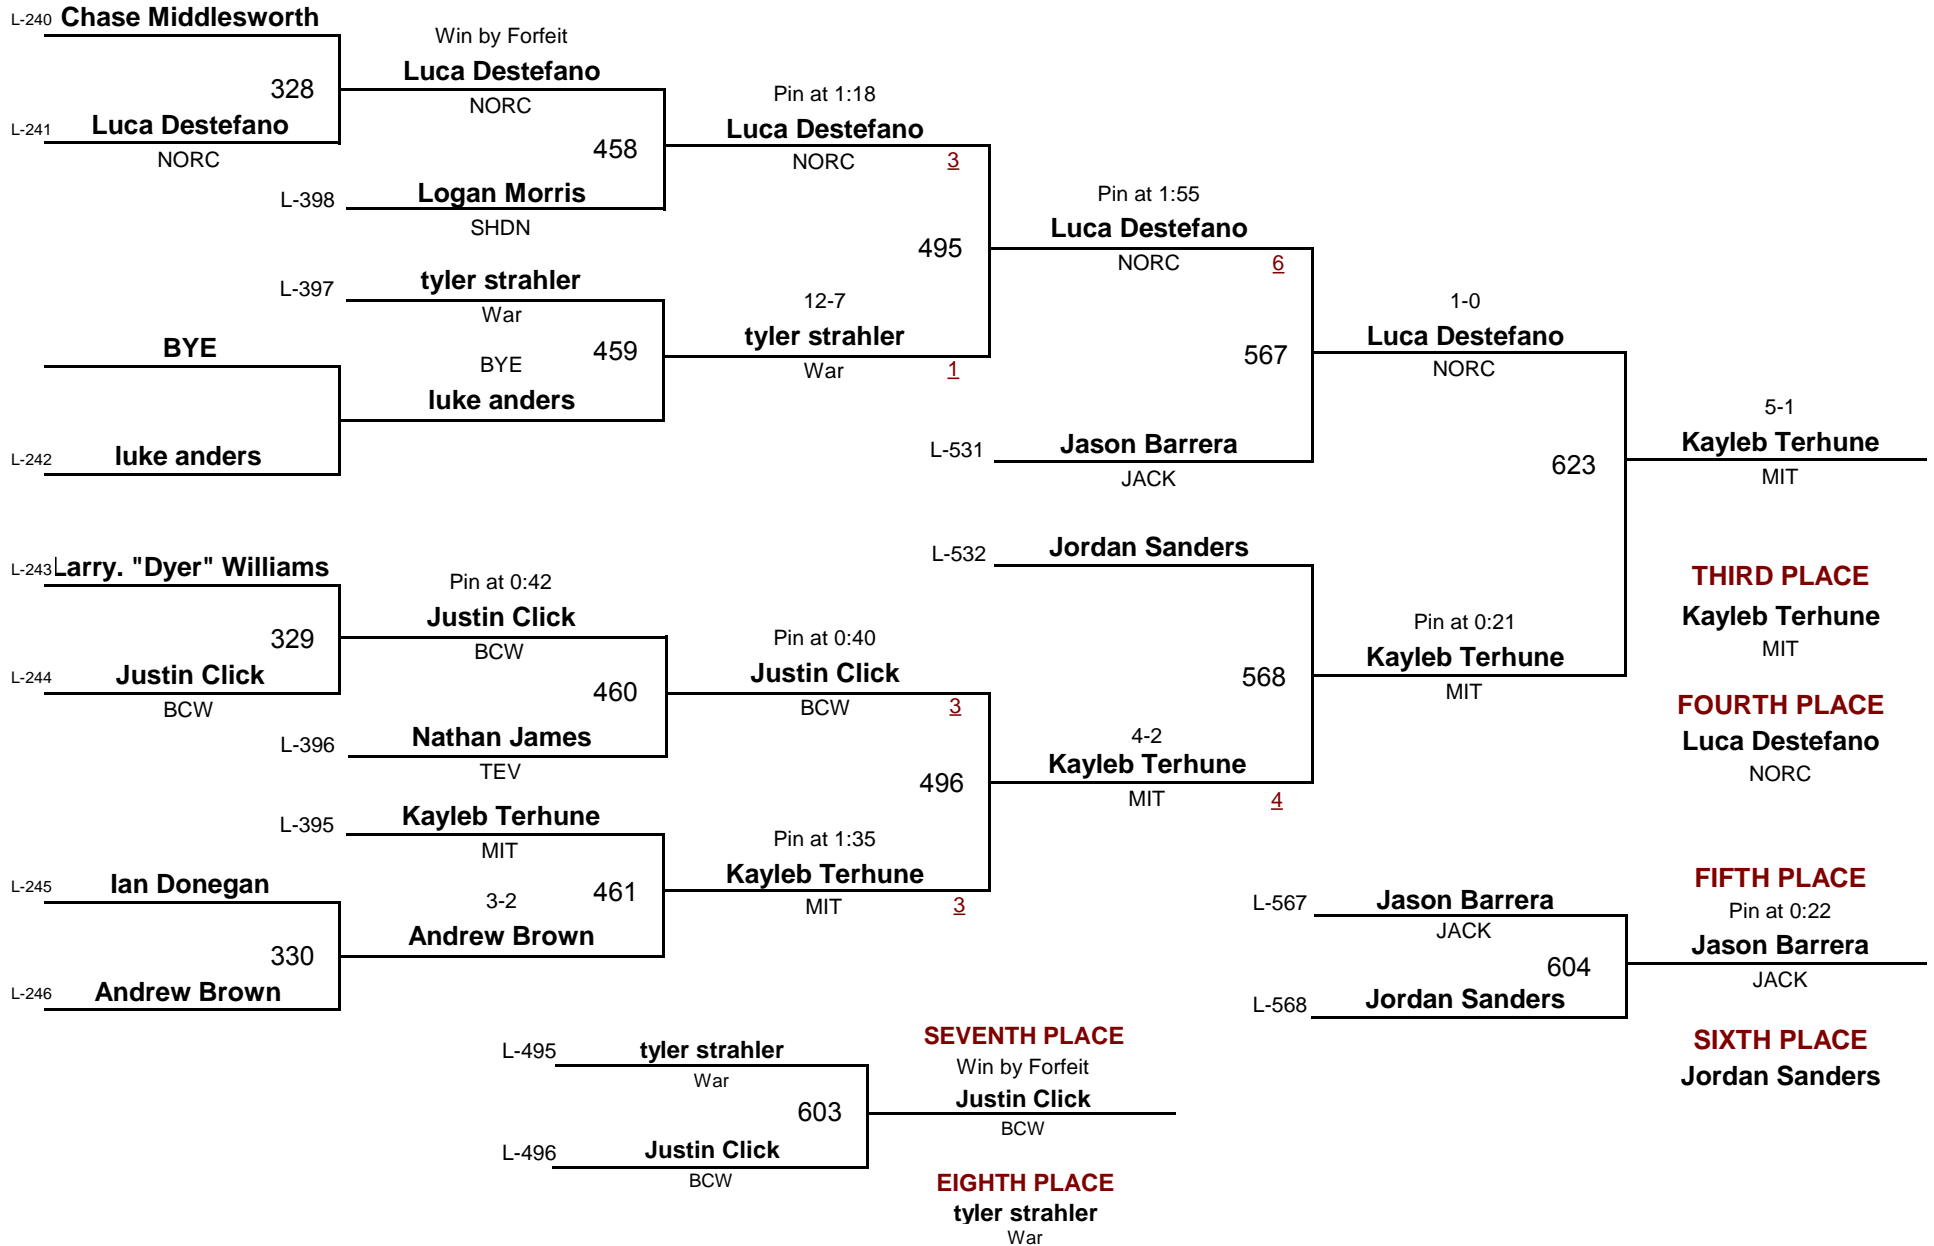 L-240 Chase Middlesworth
Win by Forfeit
328
Luca Destefano
NORC
L-241 Luca Destefano
NORC
Pin at 1:18
458
Luca Destefano
NORC
3
L-398 Logan Morris
SHDN
Pin at 1:55
495
Luca Destefano
NORC
6
L-397 tyler strahler
War
BYE
BYE
459
luke anders
12-7
tyler strahler
War
1
L-242 luke anders
1-0
567
Luca Destefano
NORC
L-531 Jason Barrera
JACK
5-1
623
Kayleb Terhune
MIT
L-532 Jordan Sanders
L-243 Larry. "Dyer" Williams
Pin at 0:42
329
Justin Click
BCW
L-244 Justin Click
BCW
Pin at 0:40
460
Justin Click
BCW
3
L-396 Nathan James
TEV
Pin at 0:21
568
Kayleb Terhune
MIT
THIRD PLACE
Kayleb Terhune
MIT
FOURTH PLACE
Luca Destefano
NORC
4-2
496
Kayleb Terhune
MIT
4
L-395 Kayleb Terhune
MIT
Pin at 1:35
461
Kayleb Terhune
MIT
3
L-245 Ian Donegan
3-2
330
Andrew Brown
L-246 Andrew Brown
L-567 Jason Barrera
JACK
604
L-568 Jordan Sanders
FIFTH PLACE
Pin at 0:22
Jason Barrera
JACK
SIXTH PLACE
Jordan Sanders
L-495 tyler strahler
War
603
L-496 Justin Click
BCW
SEVENTH PLACE
Win by Forfeit
Justin Click
BCW
EIGHTH PLACE
tyler strahler
War